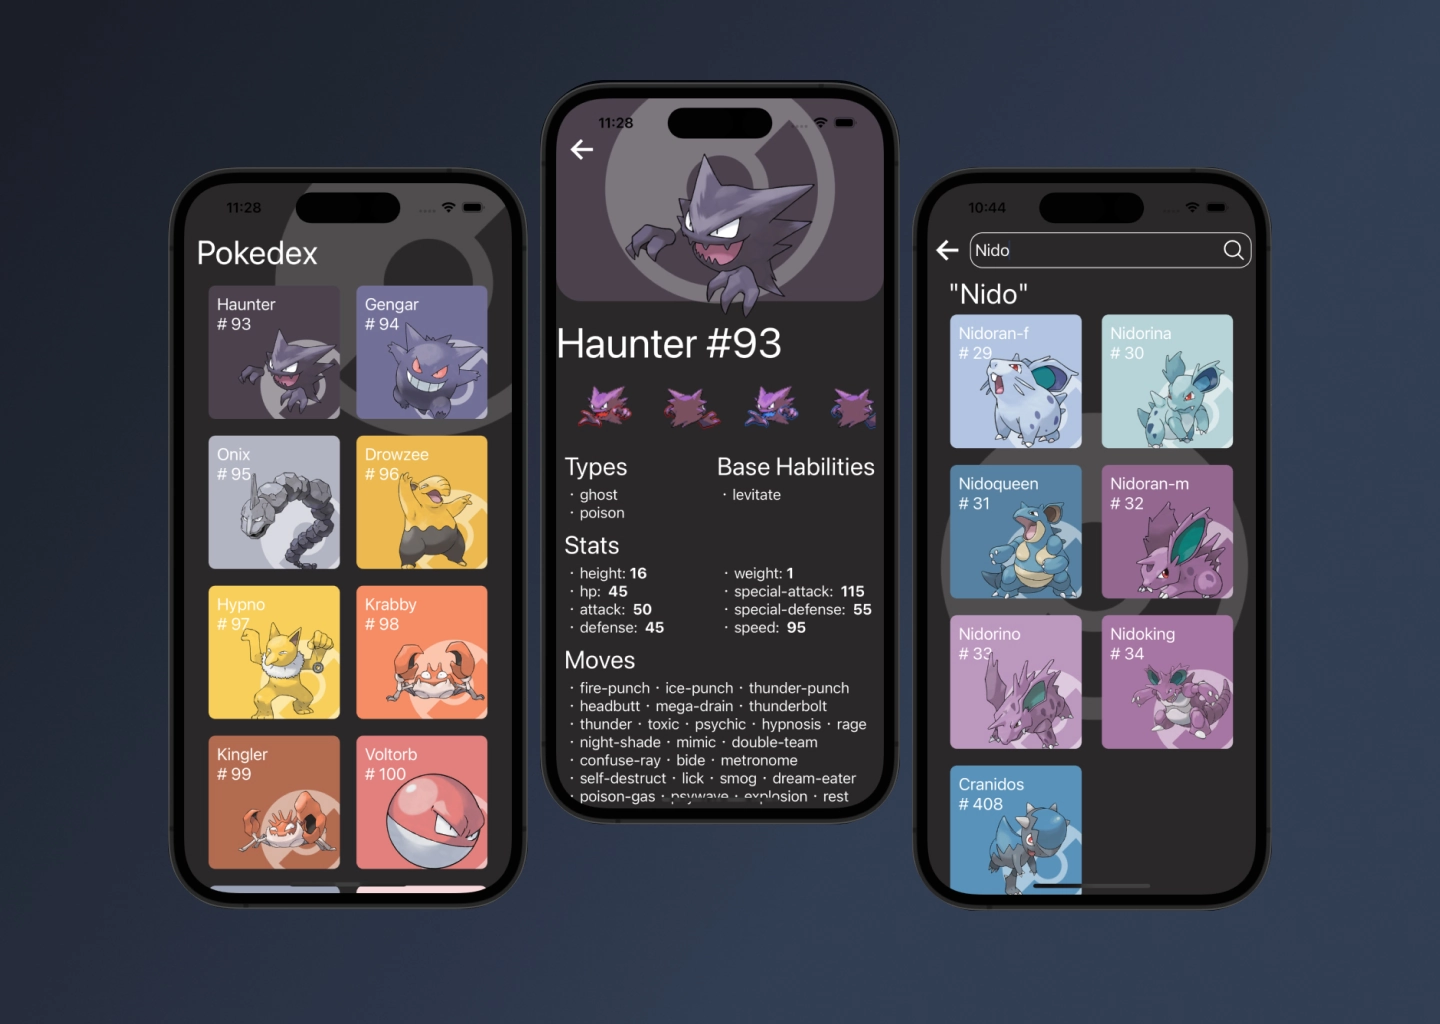 11:28
Pokedex
Haunter
# 93
Gengar
# 94
Onix
# 95
Drowzee
# 96
Hypno
# 97
Krabby
# 98
Kingler
# 99
Voltorb
# 100
11:28
Haunter #93
Types
· ghost
· poison
Base Habilities
· levitate
Stats
· height: 16
· hp: 45
· attack: 50
· defense: 45
· weight: 1
· special-attack: 115
· special-defense: 55
· speed: 95
Moves
· fire-punch · ice-punch · thunder-punch
· headbutt · mega-drain · thunderbolt
· thunder · toxic · psychic · hypnosis · rage
· night-shade · mimic · double-team
· confuse-ray · bide · metronome
· self-destruct · lick · smog · dream-eater
· poison-gas · psywave · explosion · rest
10:44
Nido
"Nido"
Nidoran-f
# 29
Nidorina
# 30
Nidoqueen
# 31
Nidoran-m
# 32
Nidorino
# 33
Nidoking
# 34
Cranidos
# 408